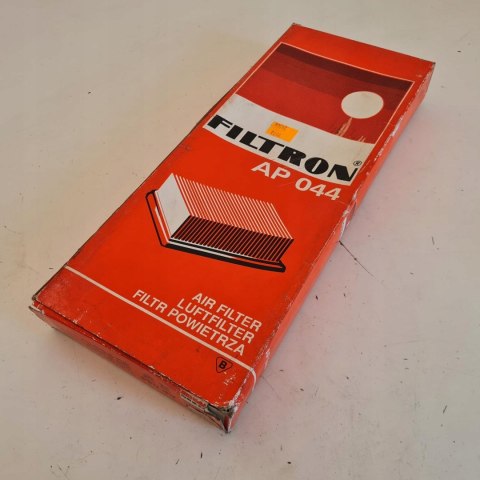 FILTRON®
AP 044
AIR FILTER
LUFTFILTER
FILTR POWIETRZA
B